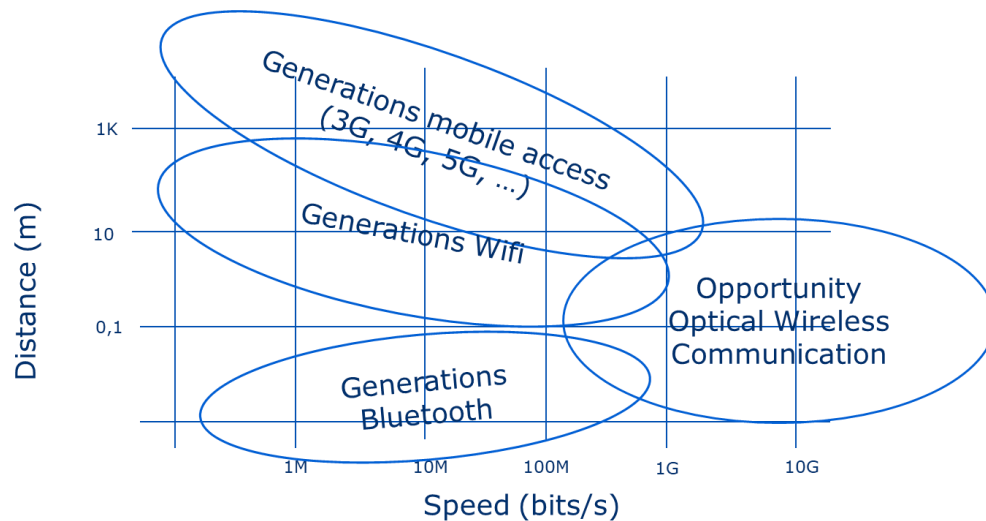 Generations mobile access
(3G, 4G, 5G, ...)
1K
Generations Wifi
10
Distance (m)
Opportunity
Optical Wireless
Communication
0,1
Generations
Bluetooth
1M
10M
100M
1G
10G
Speed (bits/s)